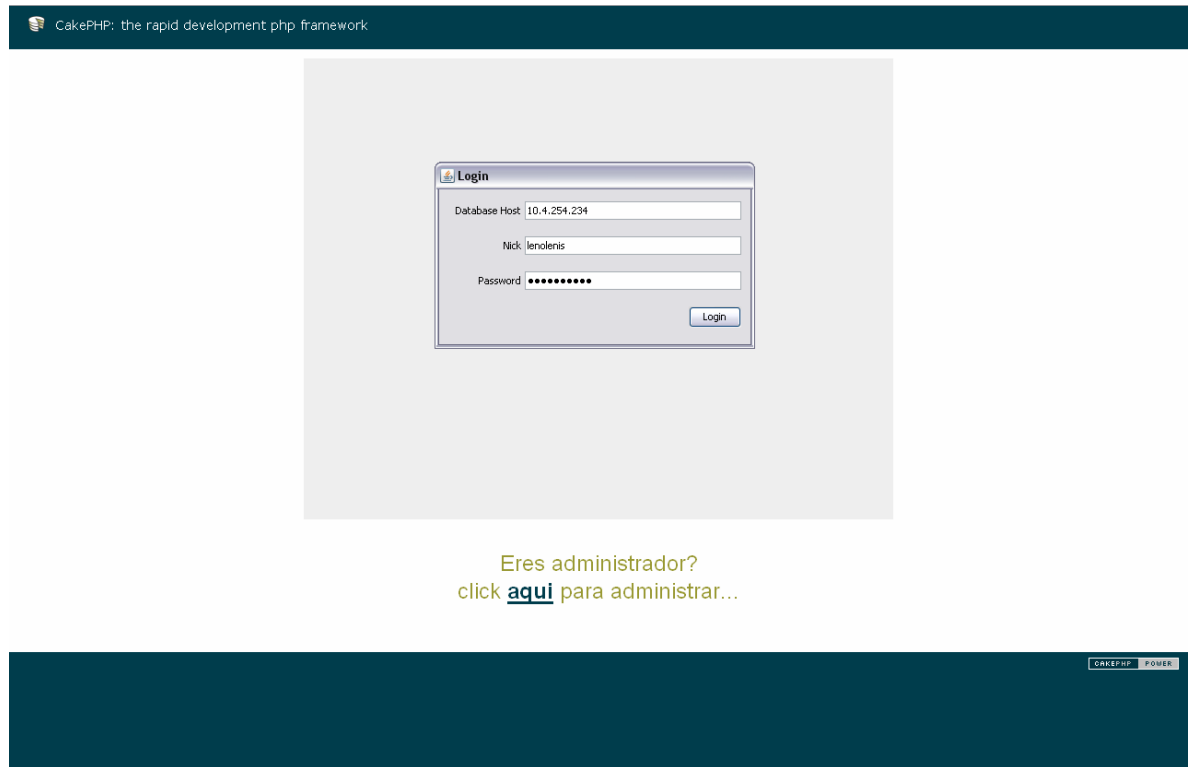 CakePHP: the rapid development php framework
Login
Database Host 10.4.254.234
Nick lenolenis
Password ●●●●●●●●●●
Login
Eres administrador?
click aqui para administrar...
CAKEPHP POWER